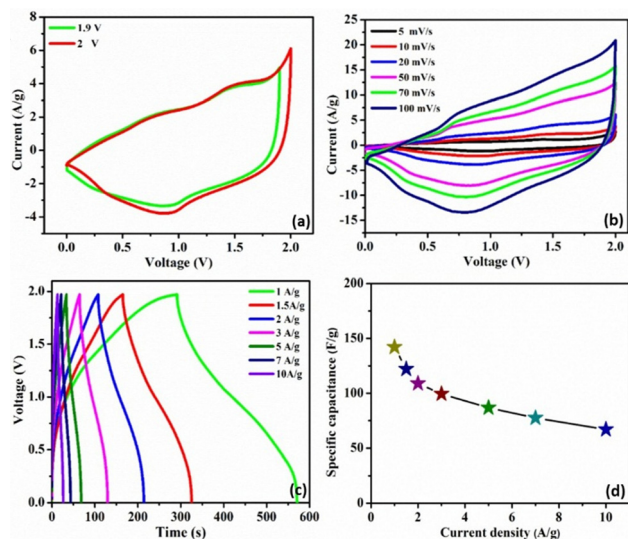 1.9 V
2 V
Current (A/g)
8
6
4
2
0
-2
-4
0.0 0.5 1.0 1.5 2.0
Voltage (V)
(a)
5 mV/s
10 mV/s
20 mV/s
50 mV/s
70 mV/s
100 mV/s
Current (A/g)
25
20
15
10
5
0
-5
-10
-15
0.0 0.5 1.0 1.5 2.0
Voltage (V)
(b)
1 A/g
1.5A/g
2 A/g
3 A/g
5 A/g
7 A/g
10A/g
Voltage (V)
2.0
1.5
1.0
0.5
0.0
0 100 200 300 400 500 600
Time (s)
(c)
Specific capacitance (F/g)
200
150
100
50
0
0 2 4 6 8 10
Current density (A/g)
(d)